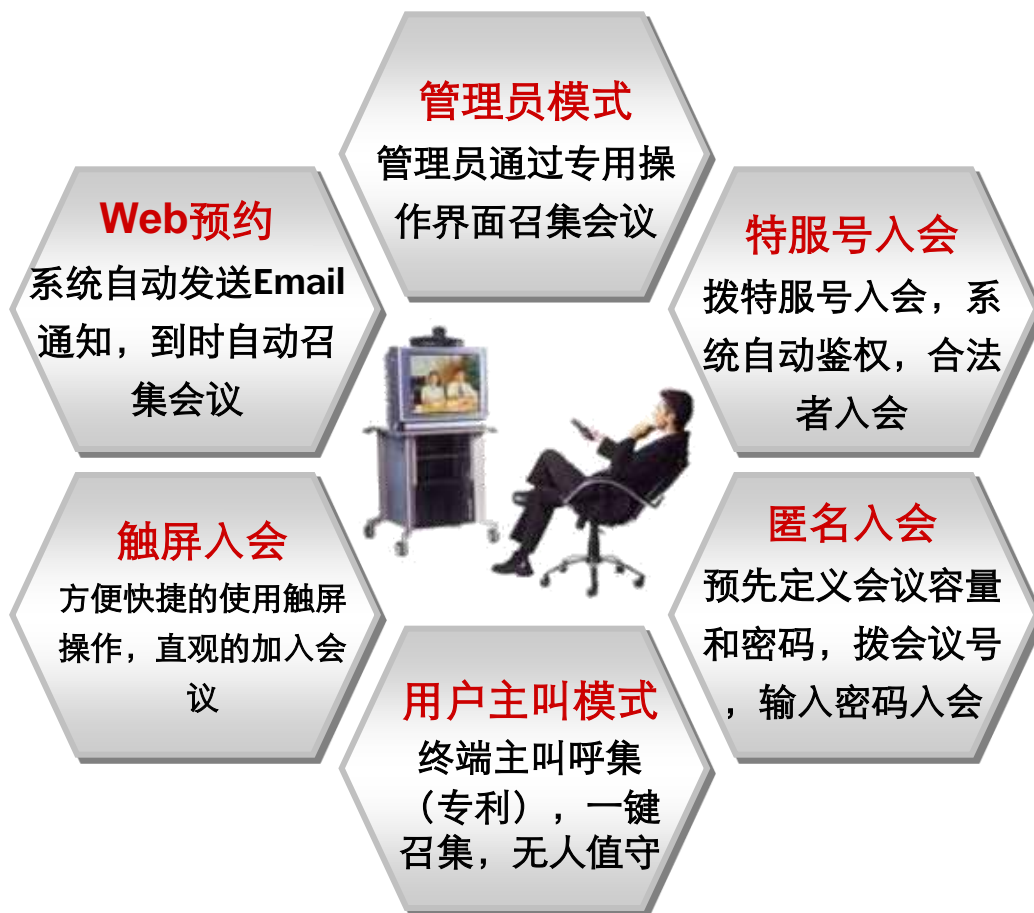 管理员模式
管理员通过专用操
作界面召集会议
Web预约
系统自动发送Email
通知，到时自动召
集会议
特服号入会
拨特服号入会，系
统自动鉴权，合法
者入会
触屏入会
方便快捷的使用触屏
操作，直观的加入会
议
匿名入会
预先定义会议容量
和密码，拨会议号
，输入密码入会
用户主叫模式
终端主叫呼集
（专利），一键
召集，无人值守